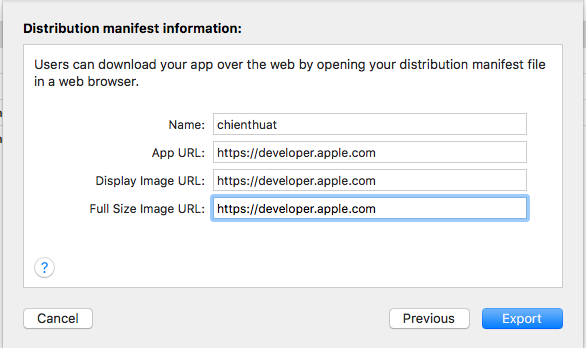 Distribution manifest information:
Users can download your app over the web by opening your distribution manifest file
in a web browser.
Name: chienthuat
App URL: https://developer.apple.com
Display Image URL: https://developer.apple.com
Full Size Image URL: https://developer.apple.com
?
Cancel Previous Export